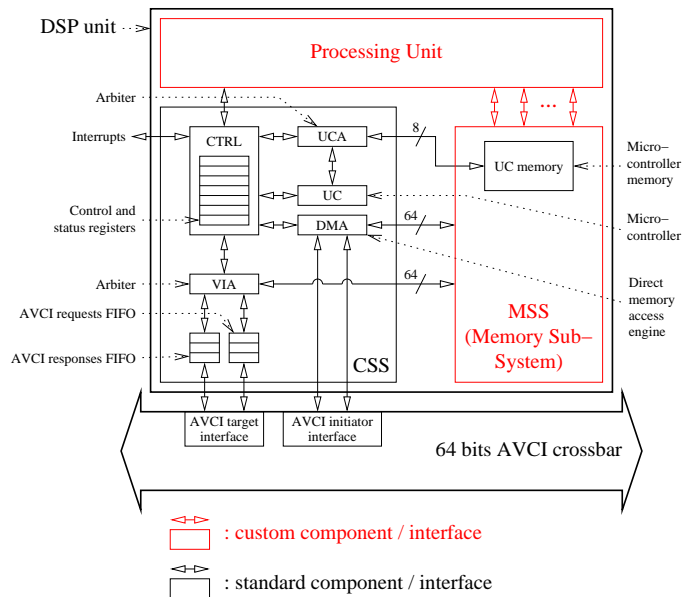 DSP unit
Processing Unit
Arbiter
Interrupts
CTRL
UCA
8
UC memory
Micro–
controller
memory
Control and
status registers
UC
DMA
64
Micro–
controller
Arbiter
VIA
64
Direct
memory
access
engine
AVCI requests FIFO
AVCI responses FIFO
CSS
MSS
(Memory Sub–
System)
...
AVCI target
interface
AVCI initiator
interface
64 bits AVCI crossbar
: custom component / interface
: standard component / interface